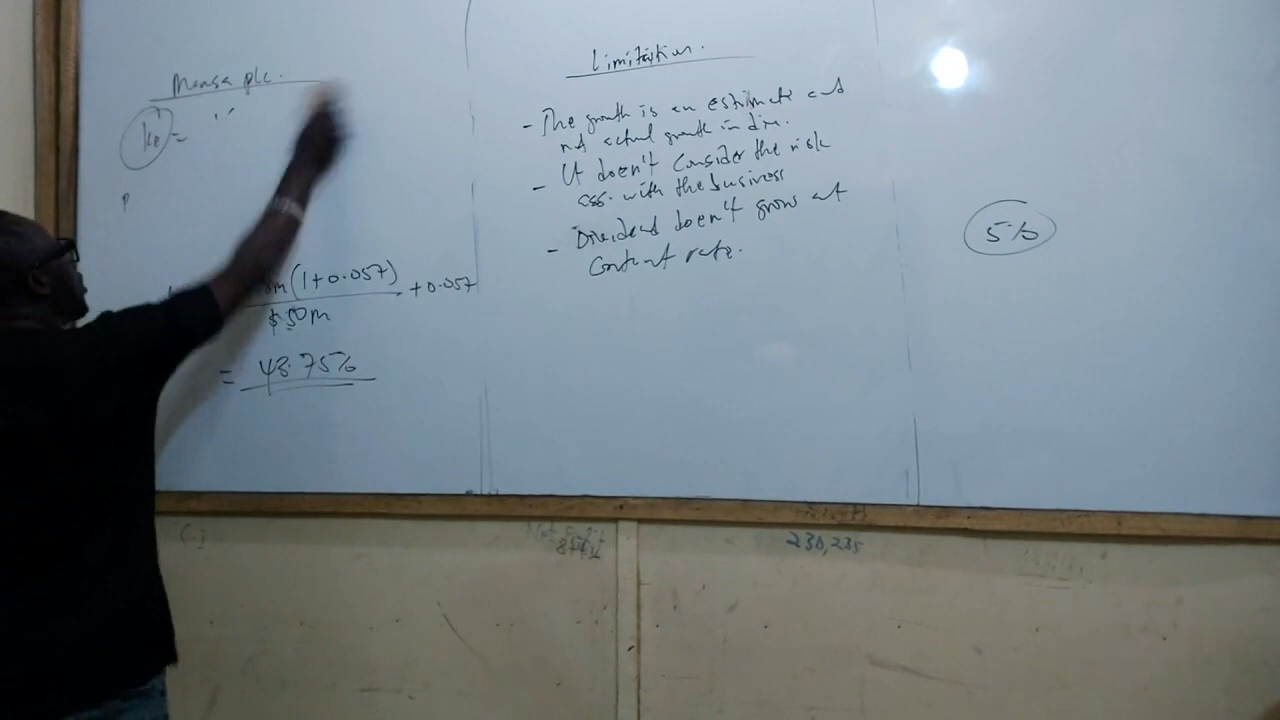 Mensa plc.
ke =
P
m(1+0.057) + 0.057
$50m
= 48.75%
Limitation.
- The growth is an estimate and
not actual growth in div.
- It doesn't consider the risk
ass. with the business
- Dividend doesn't grow at
constant rate.
5%
230,235